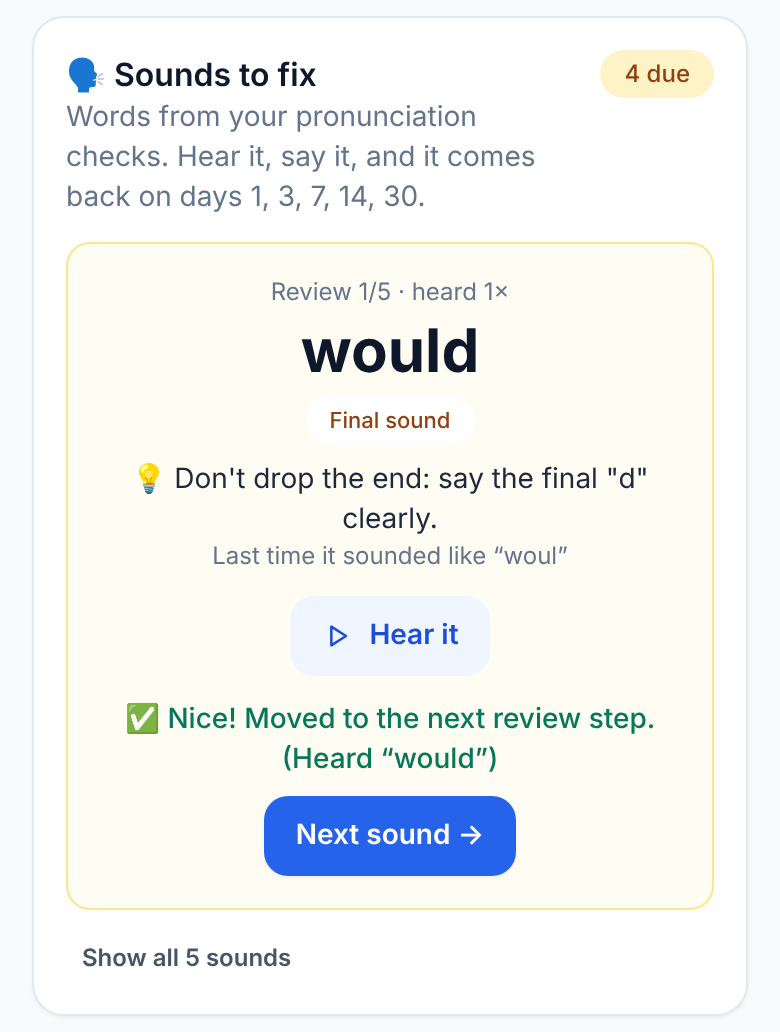 🗣️ Sounds to fix
4 due
Words from your pronunciation
checks. Hear it, say it, and it comes
back on days 1, 3, 7, 14, 30.
Review 1/5 · heard 1×
would
Final sound
💡 Don't drop the end: say the final "d"
clearly.
Last time it sounded like “woul”
Hear it
✅ Nice! Moved to the next review step.
(Heard “would”)
Next sound →
Show all 5 sounds